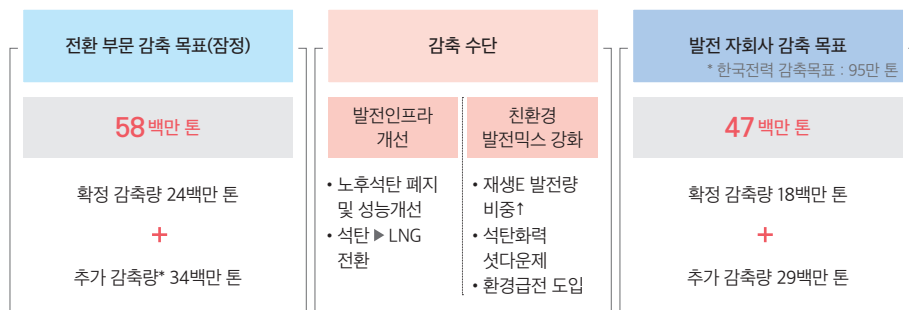 전환 부문 감축 목표(잠정)
58백만 톤
확정 감축량 24백만 톤
+
추가 감축량* 34백만 톤
감축 수단
발전인프라
개선
• 노후석탄 폐지
및 성능개선
• 석탄 ▶ LNG
전환
친환경
발전믹스 강화
• 재생E 발전량
비중↑
• 석탄화력
셧다운제
• 환경급전 도입
발전 자회사 감축 목표
* 한국전력 감축목표 : 95만 톤
47 백만 톤
확정 감축량 18백만 톤
+
추가 감축량 29백만 톤